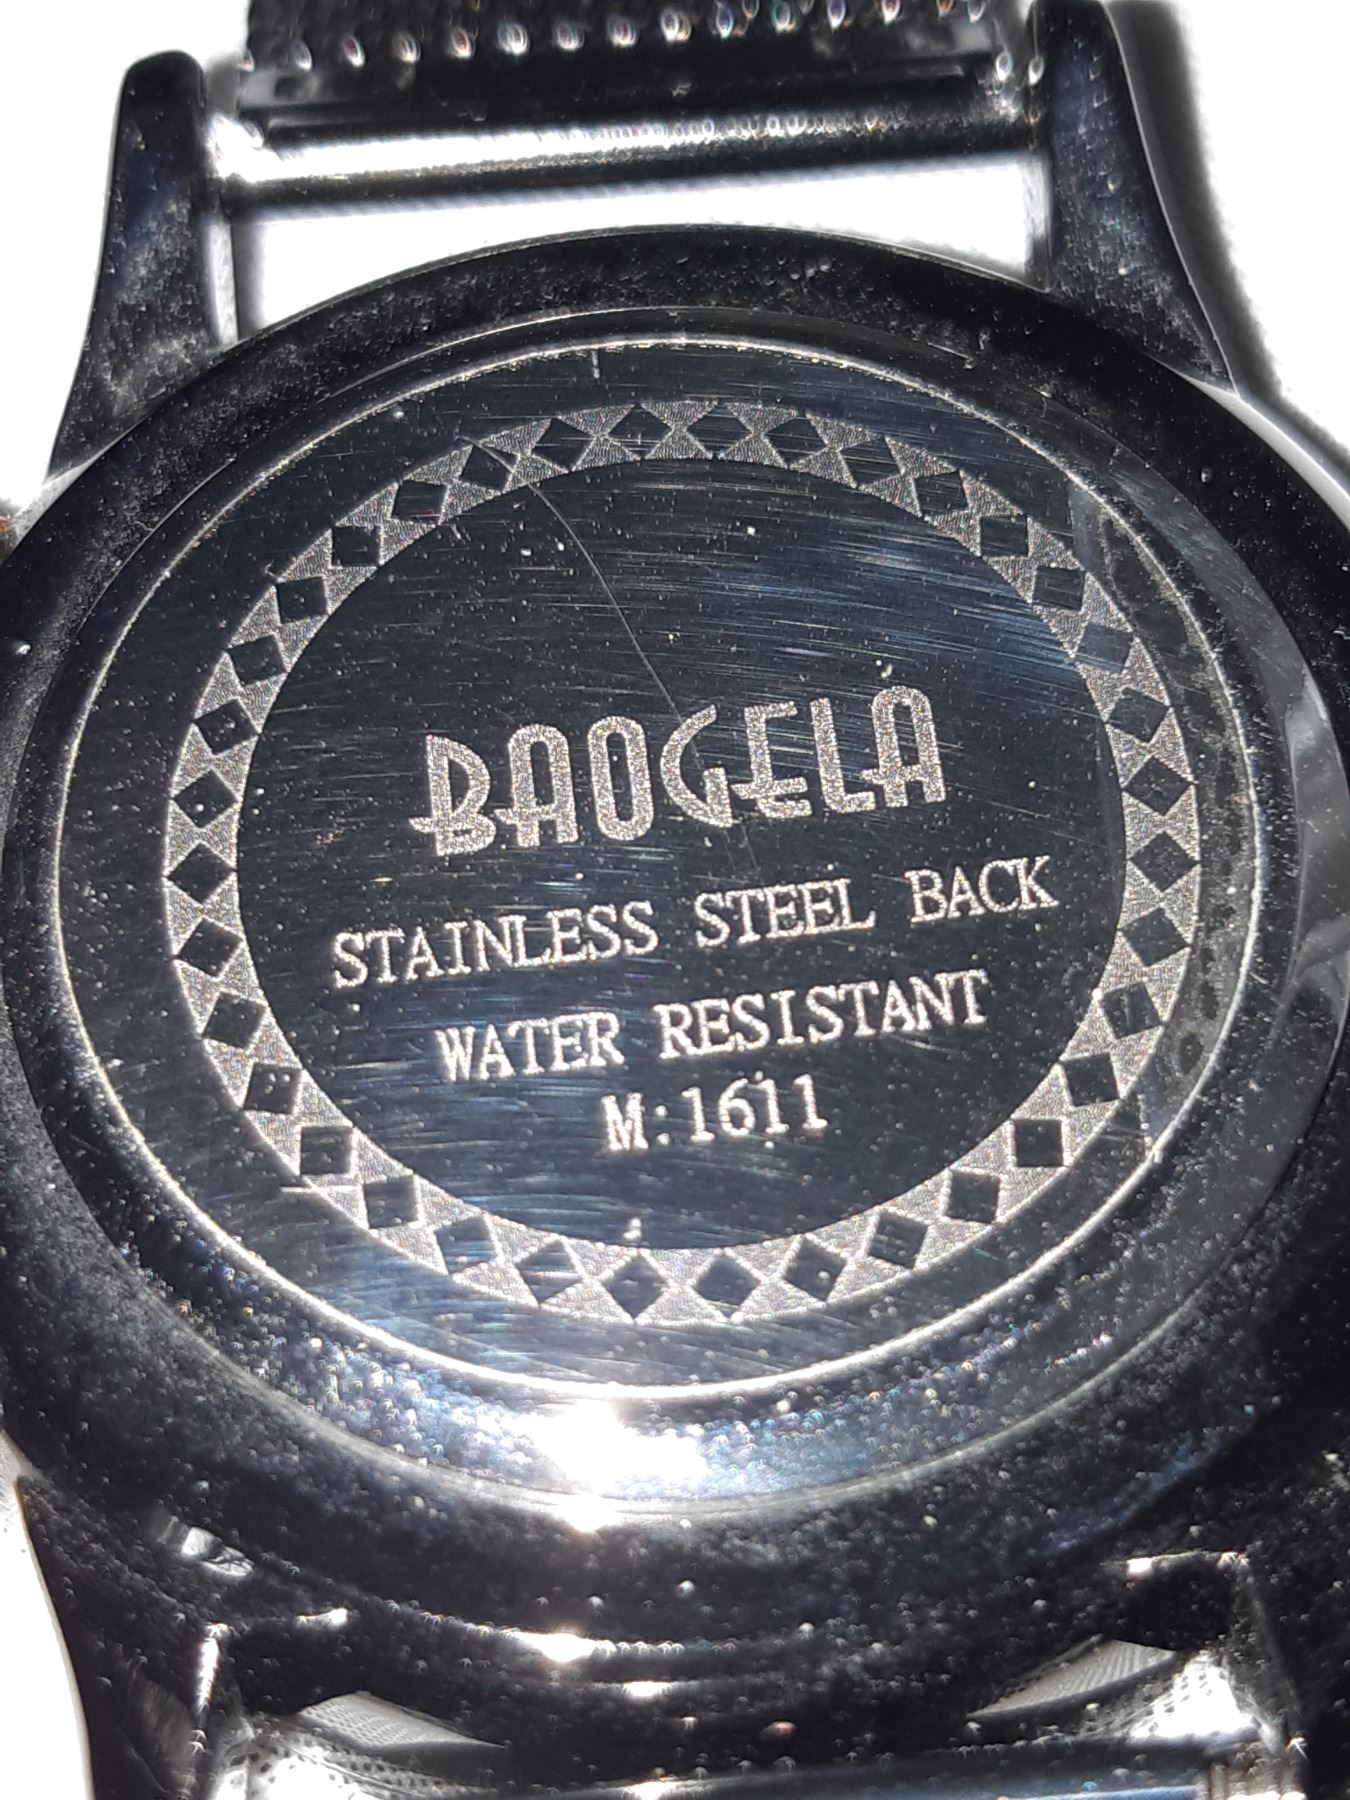 BAOGELA
STAINLESS STEEL BACK
WATER RESISTANT
M:1611